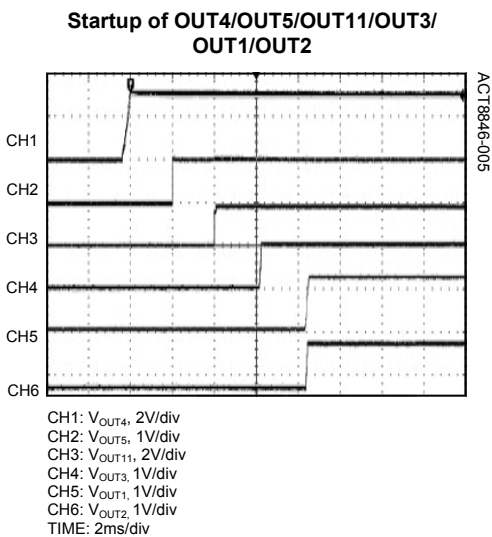 Startup of OUT4/OUT5/OUT11/OUT3/
OUT1/OUT2
ACT8846-005
CH1
CH2
CH3
CH4
CH5
CH6
CH1: VOUT4, 2V/div
CH2: VOUT5, 1V/div
CH3: VOUT11, 2V/div
CH4: VOUT3, 1V/div
CH5: VOUT1, 1V/div
CH6: VOUT2, 1V/div
TIME: 2ms/div